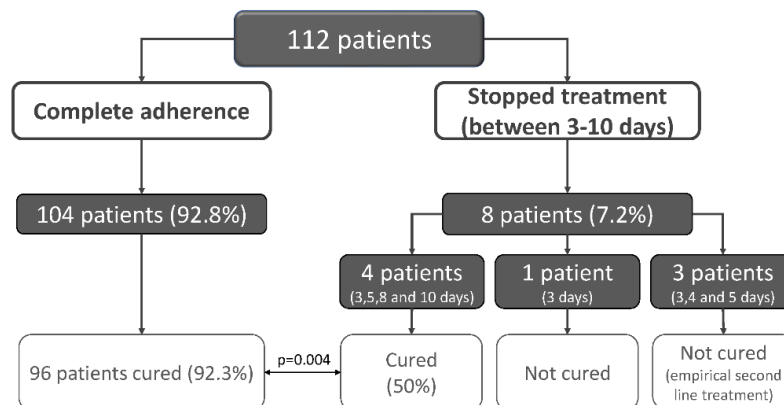 112 patients
Complete adherence
Stopped treatment
(between 3-10 days)
104 patients (92.8%)
8 patients (7.2%)
4 patients
(3,5,8 and 10 days)
1 patient
(3 days)
3 patients
(3,4 and 5 days)
96 patients cured (92.3%)
p=0.004
Cured
(50%)
Not cured
Not cured
(empirical second
line treatment)